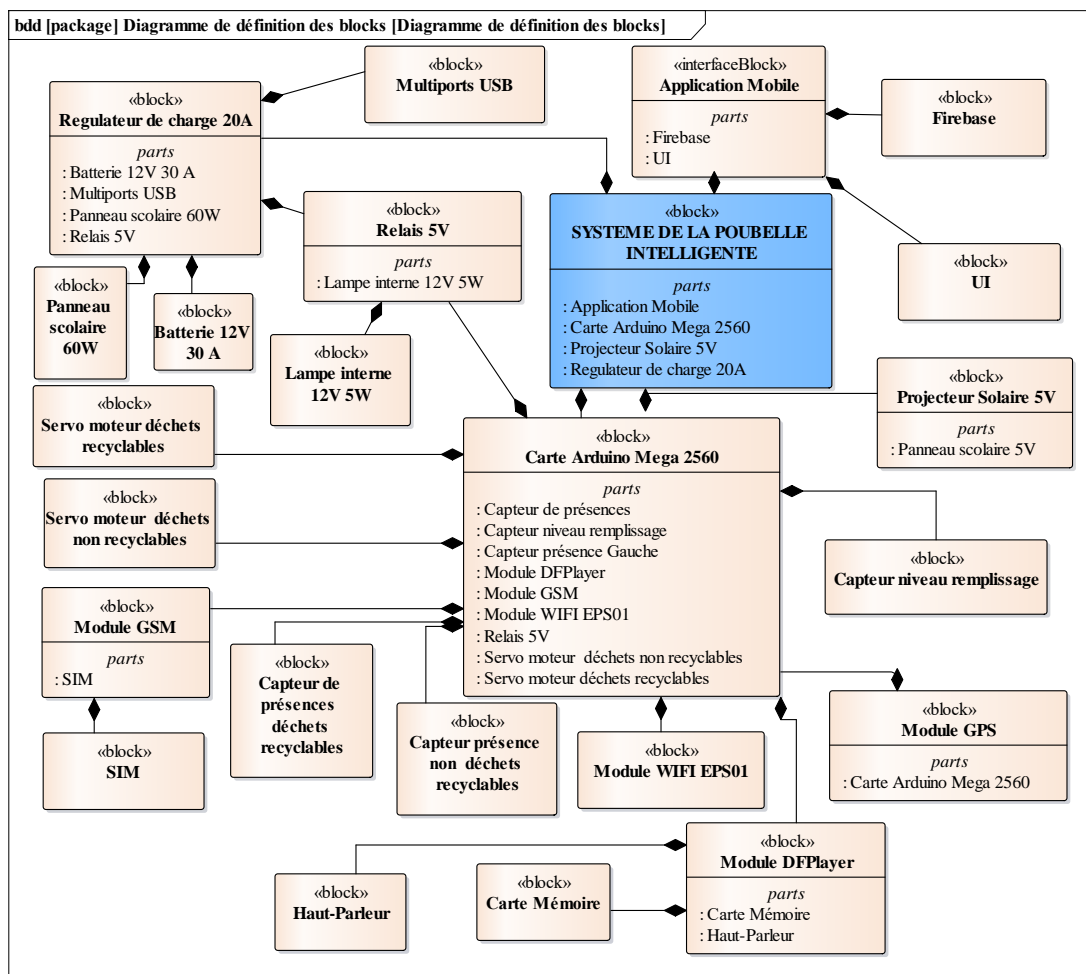 bdd [package] Diagramme de définition des blocks [Diagramme de définition des blocks]
«block»
Regulateur de charge 20A
parts
: Batterie 12V 30 A
: Multiports USB
: Panneau scolaire 60W
: Relais 5V
«block»
Multiports USB
«interfaceBlock»
Application Mobile
parts
: Firebase
: UI
«block»
Firebase
«block»
Relais 5V
parts
: Lampe interne 12V 5W
«block»
SYSTEME DE LA POUBELLE
INTELLIGENTE
parts
: Application Mobile
: Carte Arduino Mega 2560
: Projecteur Solaire 5V
: Regulateur de charge 20A
«block»
UI
«block»
Panneau
scolaire
60W
«block»
Batterie 12V
30 A
«block»
Lampe interne
12V 5W
«block»
Projecteur Solaire 5V
parts
: Panneau scolaire 5V
«block»
Servo moteur déchets
recyclables
«block»
Carte Arduino Mega 2560
parts
: Capteur de présences
: Capteur niveau remplissage
: Capteur présence Gauche
: Module DFPlayer
: Module GSM
: Module WIFI EPS01
: Relais 5V
: Servo moteur  déchets non recyclables
: Servo moteur déchets recyclables
«block»
Servo moteur  déchets
non recyclables
«block»
Capteur niveau remplissage
«block»
Module GSM
parts
: SIM
«block»
Capteur de
présences
déchets
recyclables
«block»
Capteur présence
non  déchets
recyclables
«block»
Module GPS
parts
: Carte Arduino Mega 2560
«block»
SIM
«block»
Module WIFI EPS01
«block»
Module DFPlayer
parts
: Carte Mémoire
: Haut-Parleur
«block»
Haut-Parleur
«block»
Carte Mémoire